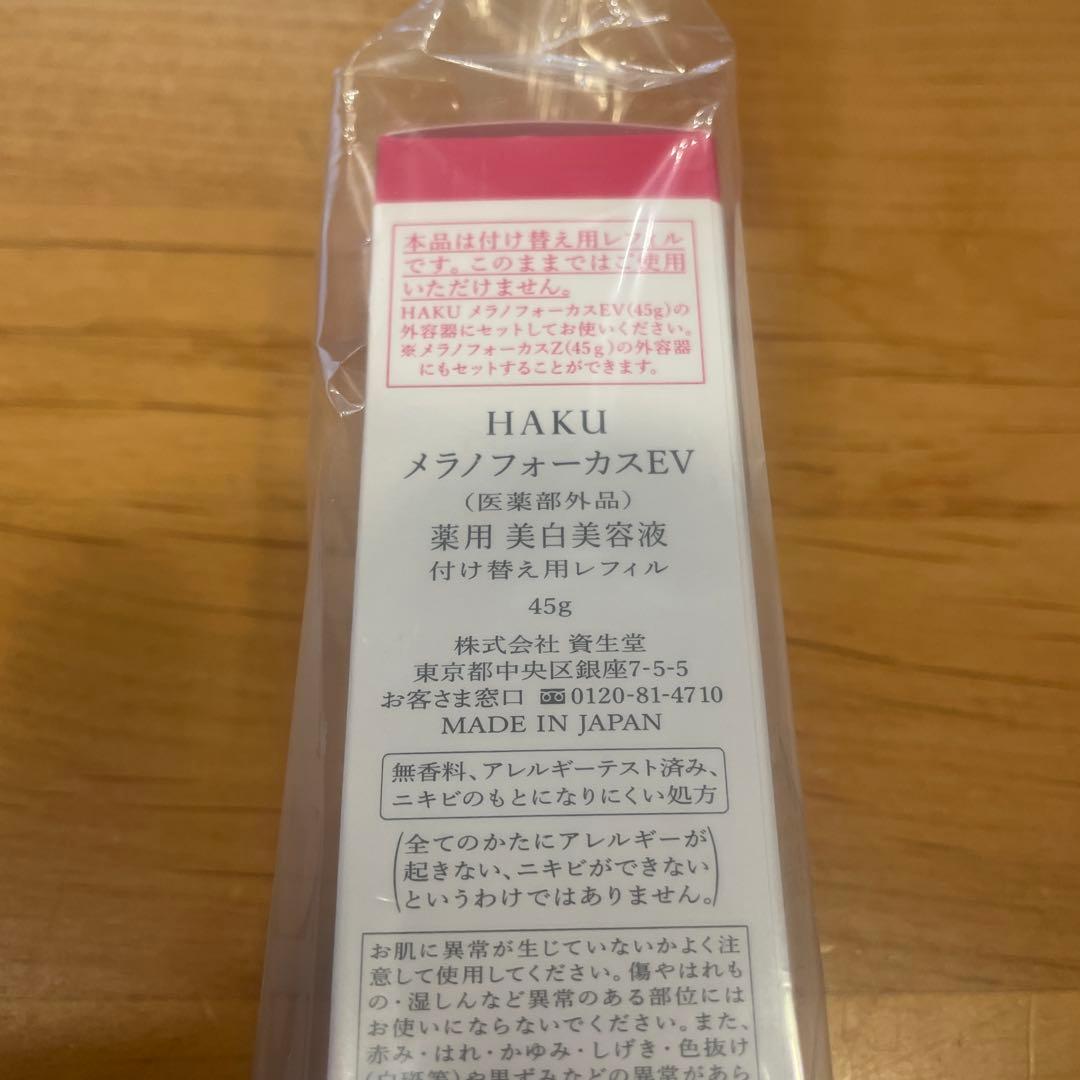 本品は付け替え用レフィル
です。このままではご使用
いただけません。
HAKU メラノフォーカスEV(45g)の
外容器にセットしてお使いください。
※メラノフォーカスZ(45g)の外容器
にもセットすることができます。
HAKU
メラノフォーカスEV
(医薬部外品)
薬用 美白美容液
付け替え用レフィル
45g
株式会社 資生堂
東京都中央区銀座7-5-5
お客さま窓口 0120-81-4710
MADE IN JAPAN
無香料、アレルギーテスト済み、
ニキビのもとになりにくい処方
(全てのかたにアレルギーが
起きない、ニキビができない
というわけではありません。)
お肌に異常が生じていないかよく注
意して使用してください。傷やはれも
の・湿しんなど異常のある部位には
お使いにならないでください。また、
赤み・はれ・かゆみ・しげき・色抜け
(白斑等)や黒ずみなどの異常があら